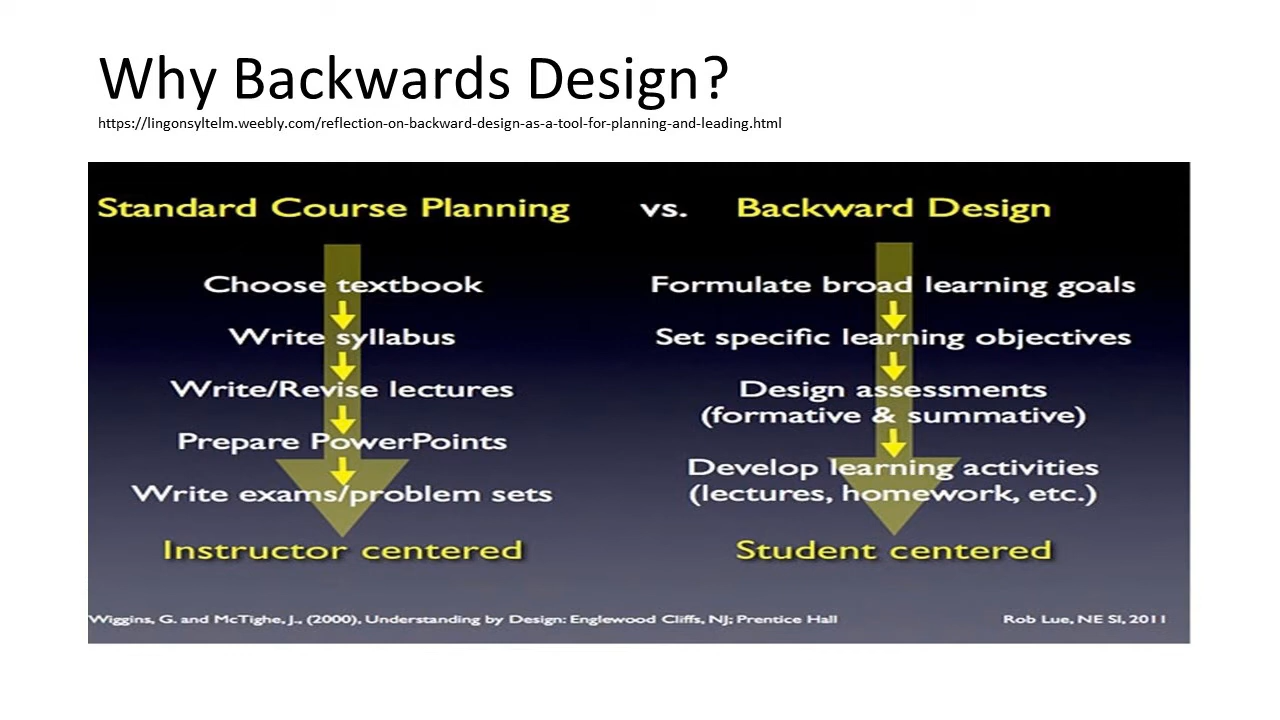 Why Backwards Design?
https://lingonsyltelm.weebly.com/reflection-on-backward-design-as-a-tool-for-planning-and-leading.html
Standard Course Planning vs. Backward Design
Choose textbook
Write syllabus
Write/Revise lectures
Prepare PowerPoints
Write exams/problem sets
Instructor centered
Formulate broad learning goals
Set specific learning objectives
Design assessments
(formative & summative)
Develop learning activities
(lectures, homework, etc.)
Student centered
Wiggins, G. and McTighe, J., (2000), Understanding by Design: Englewood Cliffs, NJ; Prentice Hall
Rob Lue, NE SI, 2011